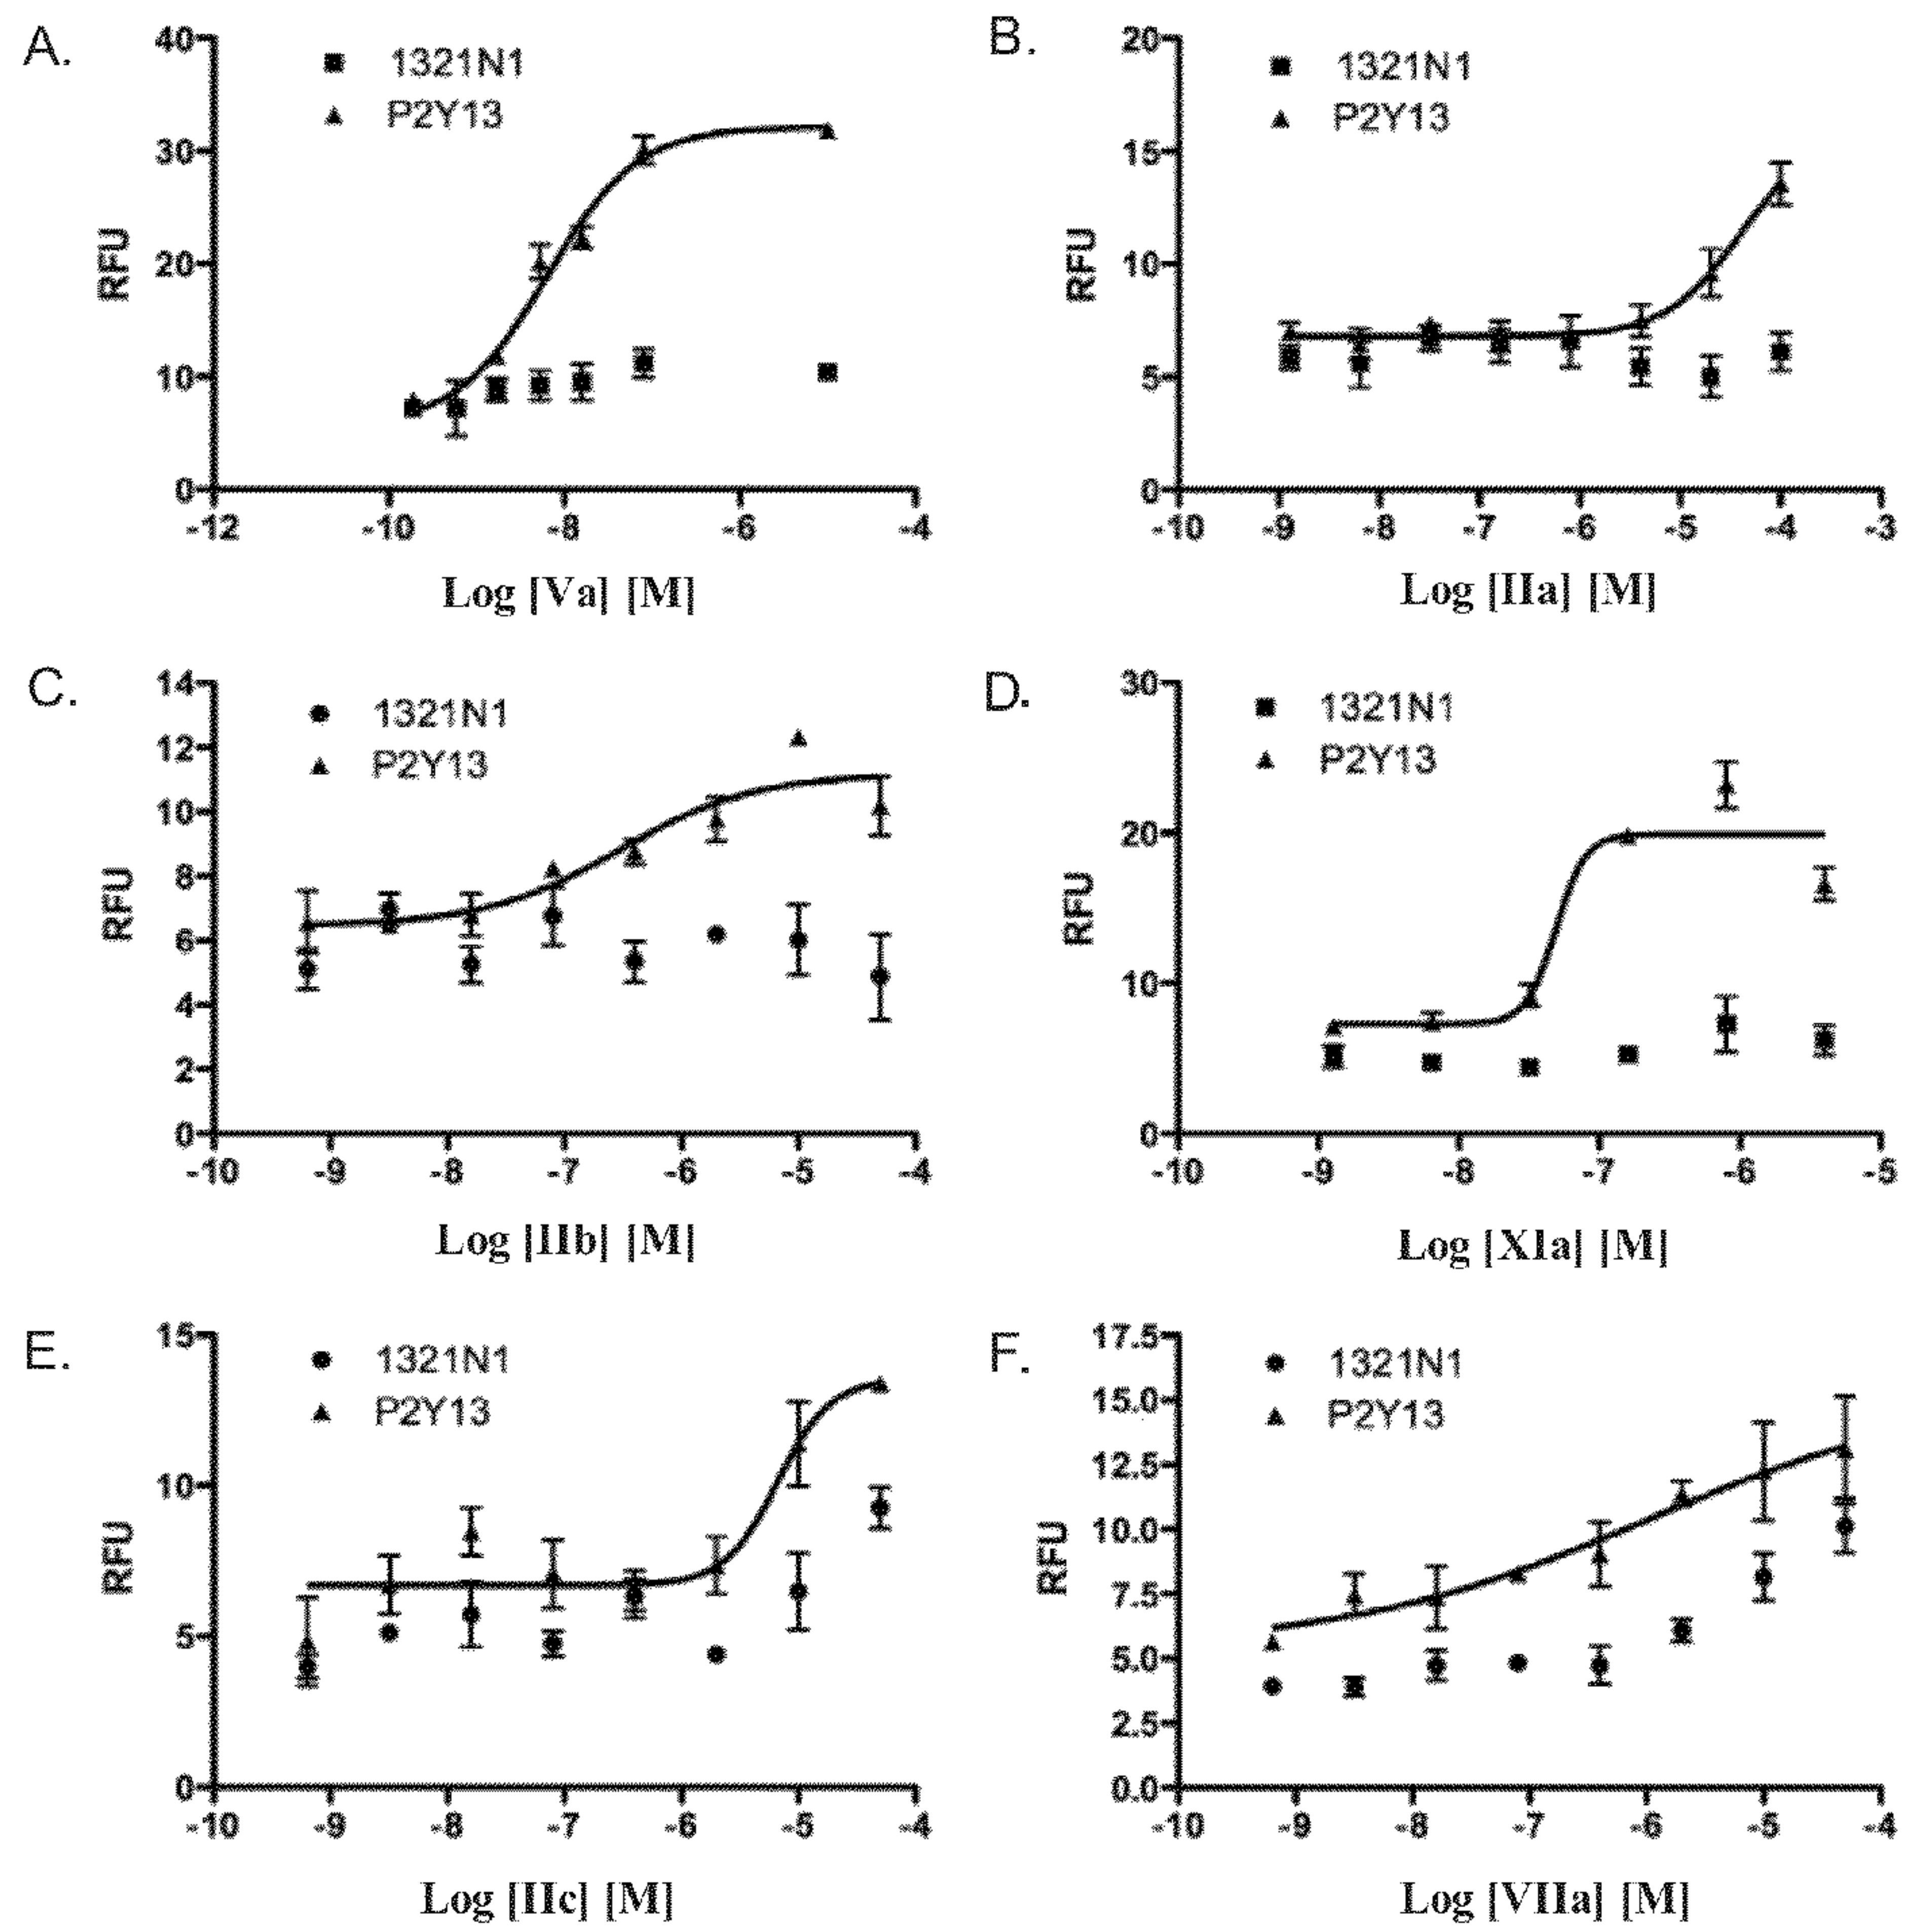 A.
40
30
20
10
0
RFU
1321N1
P2Y13
-12 -10 -8 -6 -4
Log [Va] [M]
B.
20
15
10
5
0
RFU
1321N1
P2Y13
-10 -9 -8 -7 -6 -5 -4 -3
Log [IIa] [M]
C.
14
12
10
8
6
4
2
0
RFU
1321N1
P2Y13
-10 -9 -8 -7 -6 -5 -4
Log [IIb] [M]
D.
30
20
10
0
RFU
1321N1
P2Y13
-10 -9 -8 -7 -6 -5
Log [XIa] [M]
E.
15
10
5
0
RFU
1321N1
P2Y13
-10 -9 -8 -7 -6 -5 -4
Log [IIc] [M]
F.
17.5
15.0
12.5
10.0
7.5
5.0
2.5
0.0
RFU
1321N1
P2Y13
-10 -9 -8 -7 -6 -5 -4
Log [VIIa] [M]